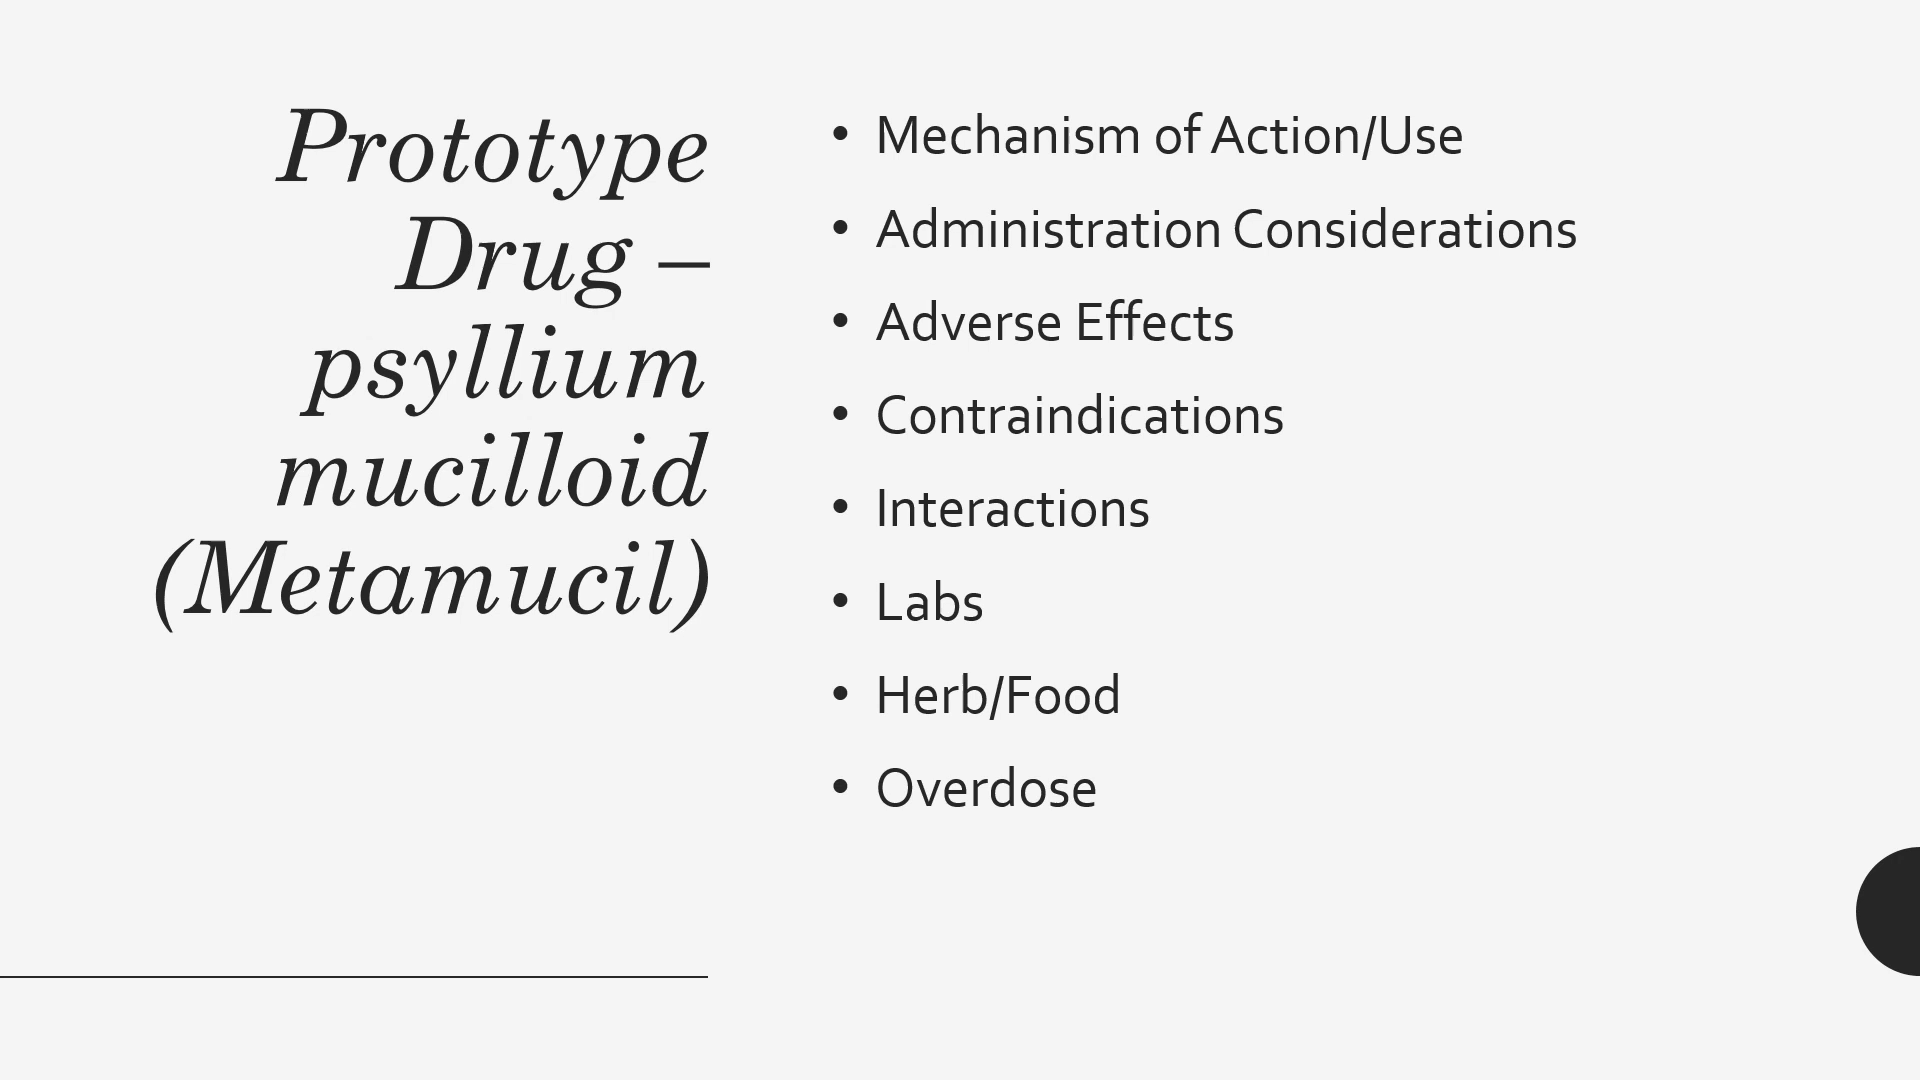 Prototype
Drug –
psyllium
mucilloid
(Metamucil)
• Mechanism of Action/Use
• Administration Considerations
• Adverse Effects
• Contraindications
• Interactions
• Labs
• Herb/Food
• Overdose